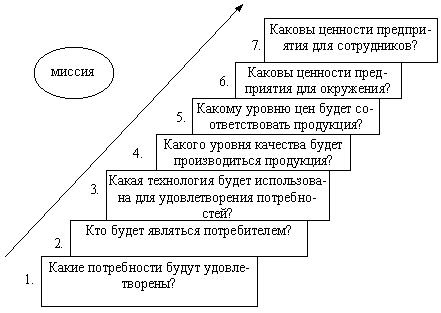 Каковы ценности предпри-
7. ятия для сотрудников?
миссия
Каковы ценности пред-
6. приятия для окружения?
5. Какому уровню цен будет со-
ответствовать продукция?
4. Какого уровня качества будет
производиться продукция?
3. Какая технология будет использова-
на для удовлетворения потребно-
стей?
2. Кто будет являться потребителем?
Какие потребности будут удовле-
1. творены?